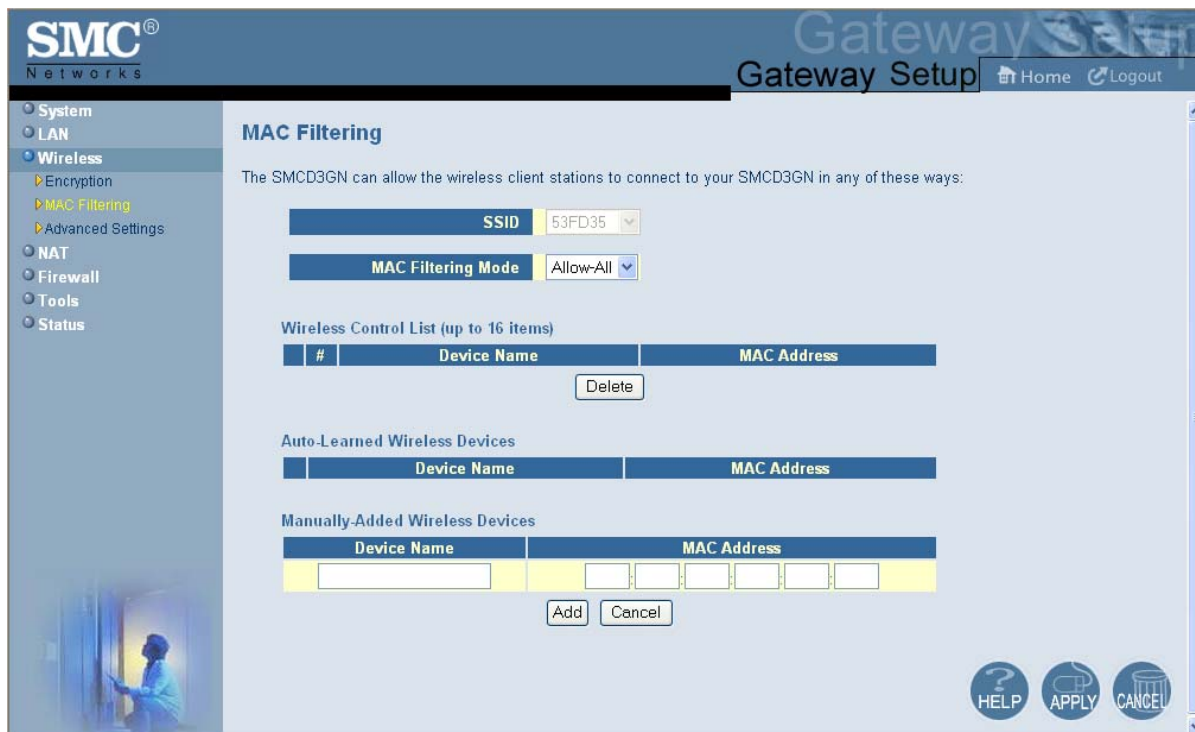 SMC®
Networks
Gateway Setup
Gateway Setup
Home
Logout
System
LAN
Wireless
Encryption
MAC Filtering
Advanced Settings
NAT
Firewall
Tools
Status
MAC Filtering
The SMCD3GN can allow the wireless client stations to connect to your SMCD3GN in any of these ways:
SSID 53FD35
MAC Filtering Mode Allow-All
Wireless Control List (up to 16 items)
# Device Name MAC Address
Delete
Auto-Learned Wireless Devices
Device Name MAC Address
Manually-Added Wireless Devices
Device Name MAC Address
: : : : :
Add Cancel
? HELP APPLY CANCEL